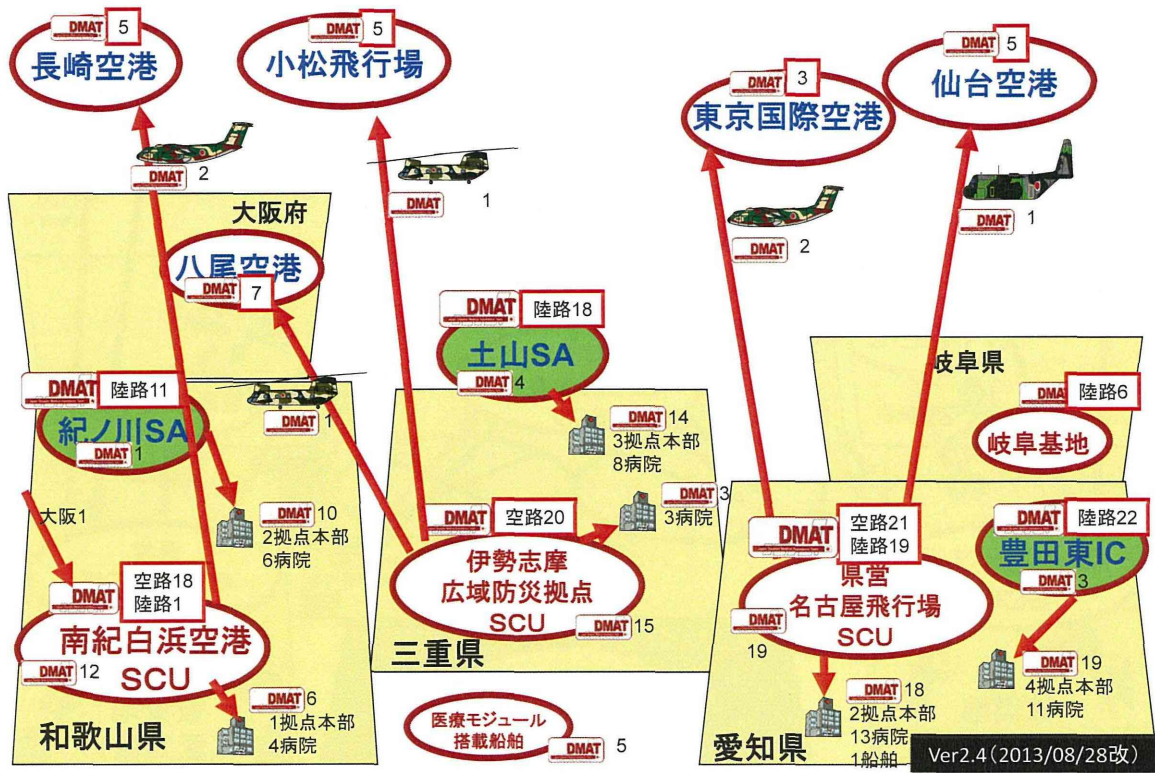 DMAT 5
長崎空港
DMAT 5
小松飛行場
DMAT 3
東京国際空港
DMAT 5
仙台空港
DMAT 2
DMAT 1
DMAT 2
DMAT 1
大阪府
八尾空港
DMAT 7
DMAT 1
DMAT 陸路11
紀ノ川SA
DMAT 1
大阪1
DMAT 10
2拠点本部
6病院
DMAT 空路18
陸路1
南紀白浜空港
SCU
DMAT 12
DMAT 6
1拠点本部
4病院
和歌山県
DMAT 陸路18
土山SA
DMAT 4
DMAT 14
3拠点本部
8病院
DMAT 3
3病院
DMAT 空路20
伊勢志摩
広域防災拠点
SCU
DMAT 15
三重県
医療モジュール
搭載船舶
DMAT 5
岐阜県
DMAT 陸路6
岐阜基地
DMAT 空路21
陸路19
県営
名古屋飛行場
SCU
DMAT
19
DMAT 18
2拠点本部
13病院
1船舶
DMAT 陸路22
豊田東IC
DMAT 3
DMAT 19
4拠点本部
11病院
愛知県
Ver2.4(2013/08/28改)